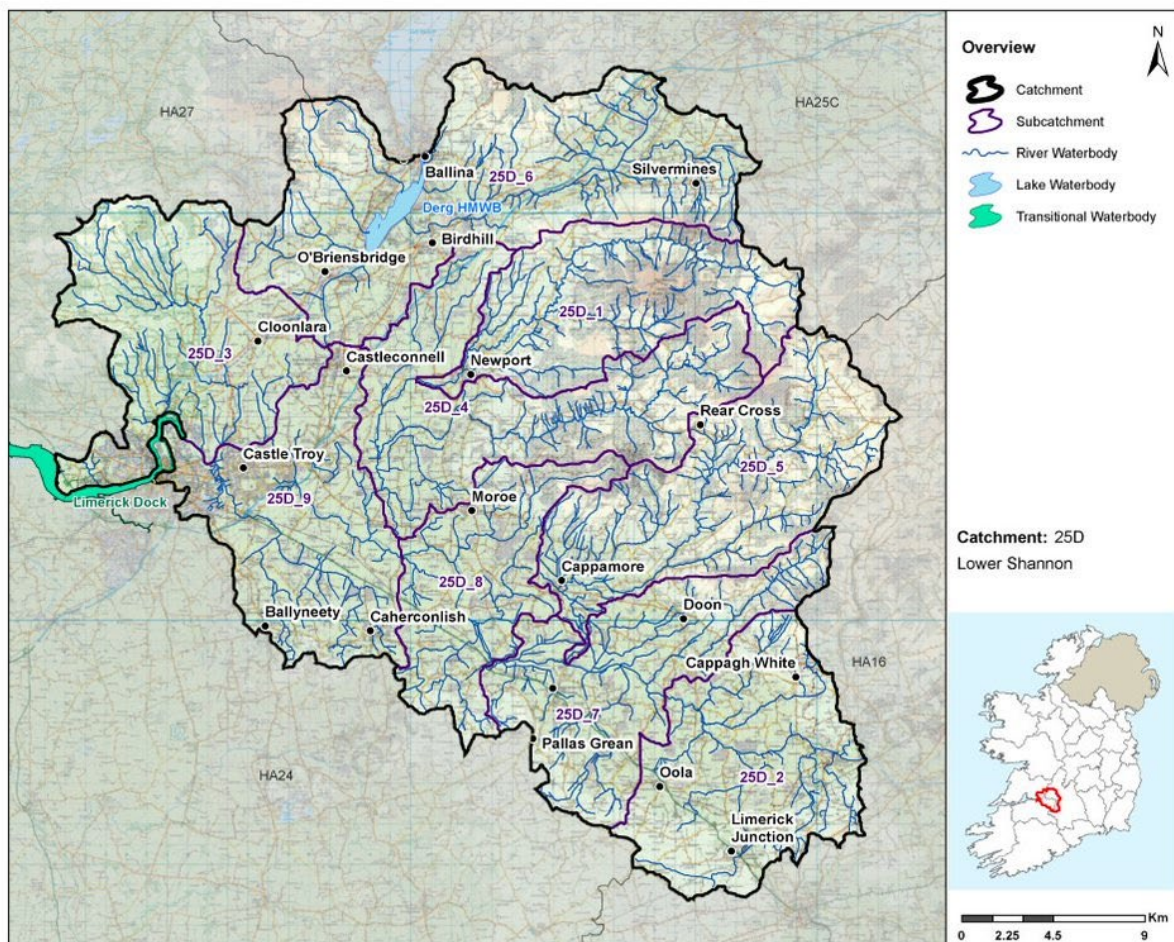 HA27
HA25C
Ballina
25D_6
Silvermines
Derg HMWB
Birdhill
O'Briensbridge
25D_1
Cloonlara
25D_3
Castleconnell
Newport
25D_4
Rear Cross
Castle Troy
25D_5
Limerick Dock
25D_9
Moroe
Cappamore
25D_8
Doon
Ballyneety
Caherconlish
Cappagh White
HA16
25D_7
Pallas Grean
HA24
Oola
25D_2
Limerick
Junction
Overview
N
Catchment
Subcatchment
River Waterbody
Lake Waterbody
Transitional Waterbody
Catchment: 25D
Lower Shannon
Km
0 2.25 4.5 9